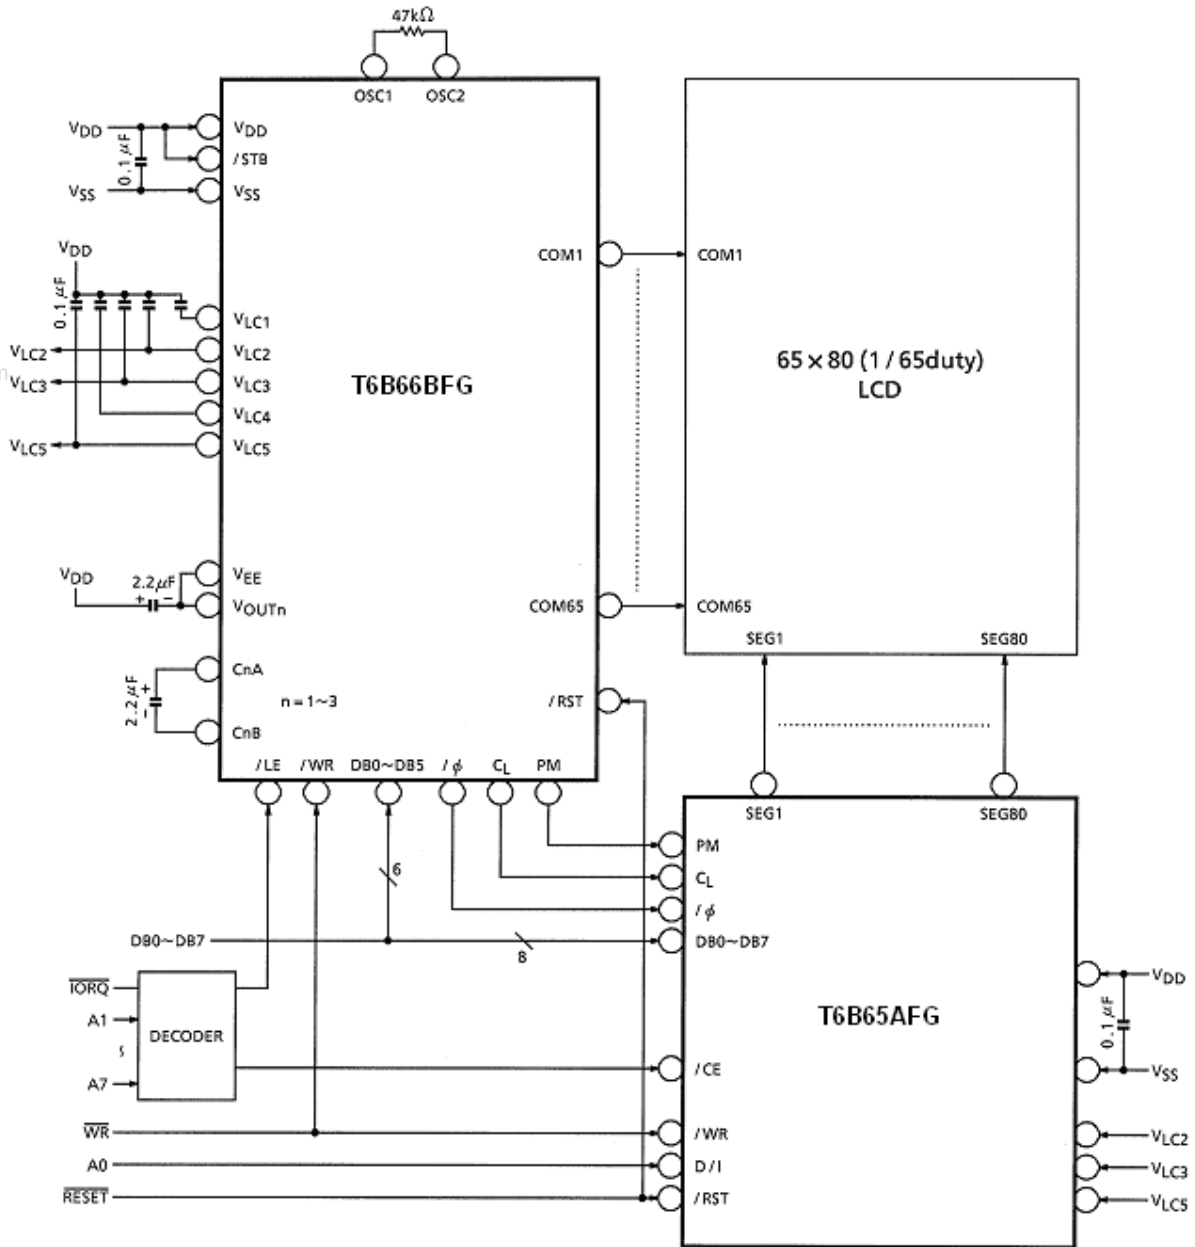 47kΩ
OSC1 OSC2
VDD
VDD
0.1μF
/STB
VSS
VSS
COM1
COM1
VDD
0.1μF
VLC1
VLC2
VLC2
VLC3
VLC3
VLC4
VLC5
VLC5
T6B66BFG
65×80 (1/65duty)
LCD
VDD
2.2μF
+ −
VEE
VOUTn
COM65
COM65
SEG1 SEG80
CnA
2.2μF
+
−
CnB
n=1~3
/RST
/LE /WR DB0~DB5 /ϕ CL PM
SEG1 SEG80
PM
CL
/ϕ
6
DB0~DB7
8
DB0~DB7
IORQ
A1
A7
DECODER
T6B65AFG
VDD
0.1μF
VSS
/CE
WR
/WR
VLC2
A0
D/I
VLC3
RESET
/RST
VLC5